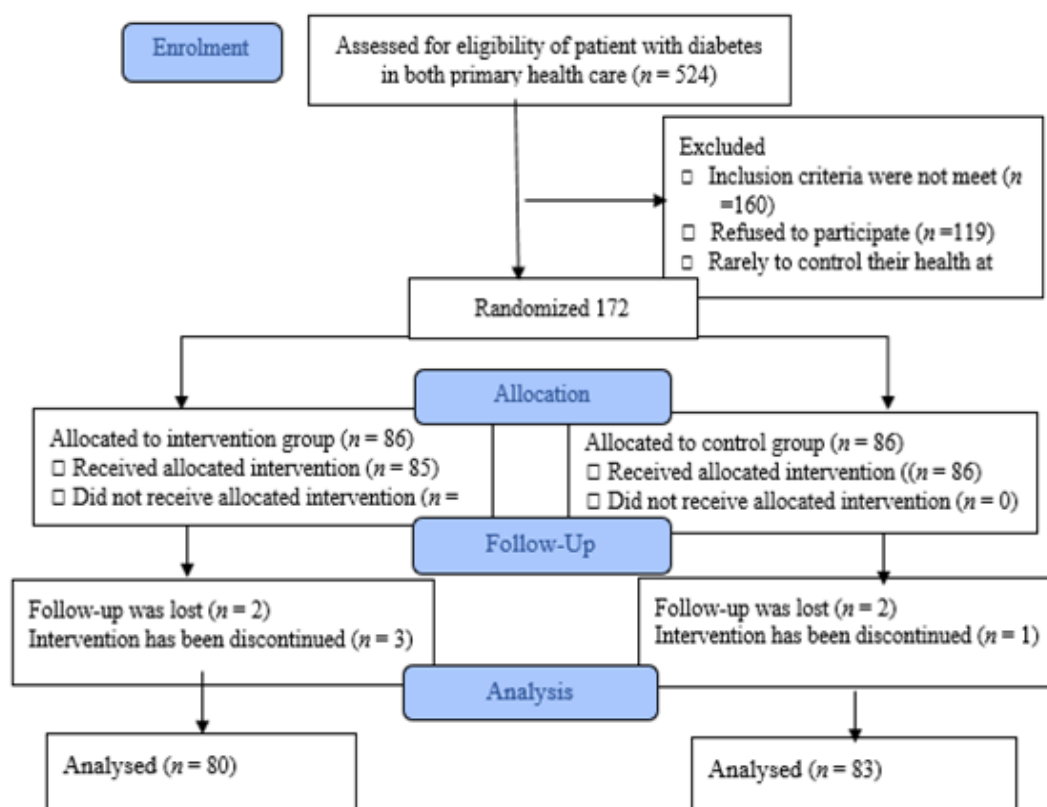 Enrolment
Assessed for eligibility of patient with diabetes
in both primary health care (n = 524)
Excluded
□ Inclusion criteria were not meet (n
=160)
□ Refused to participate (n =119)
□ Rarely to control their health at
Randomized 172
Allocation
Allocated to intervention group (n = 86)
□ Received allocated intervention (n = 85)
□ Did not receive allocated intervention (n =
Allocated to control group (n = 86)
□ Received allocated intervention ((n = 86)
□ Did not receive allocated intervention (n = 0)
Follow-Up
Follow-up was lost (n = 2)
Intervention has been discontinued (n = 3)
Follow-up was lost (n = 2)
Intervention has been discontinued (n = 1)
Analysis
Analysed (n = 80)
Analysed (n = 83)